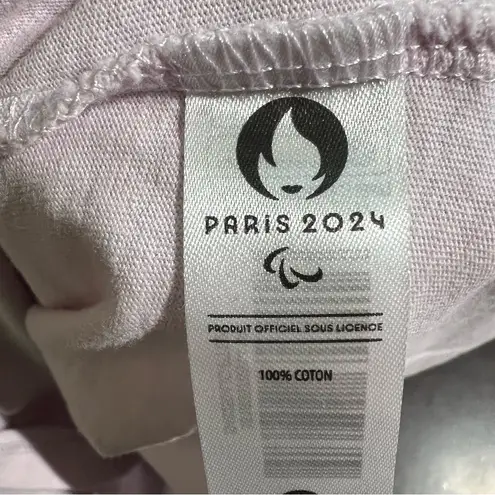 PARIS 2024
PRODUIT OFFICIEL SOUS LICENCE
100% COTON